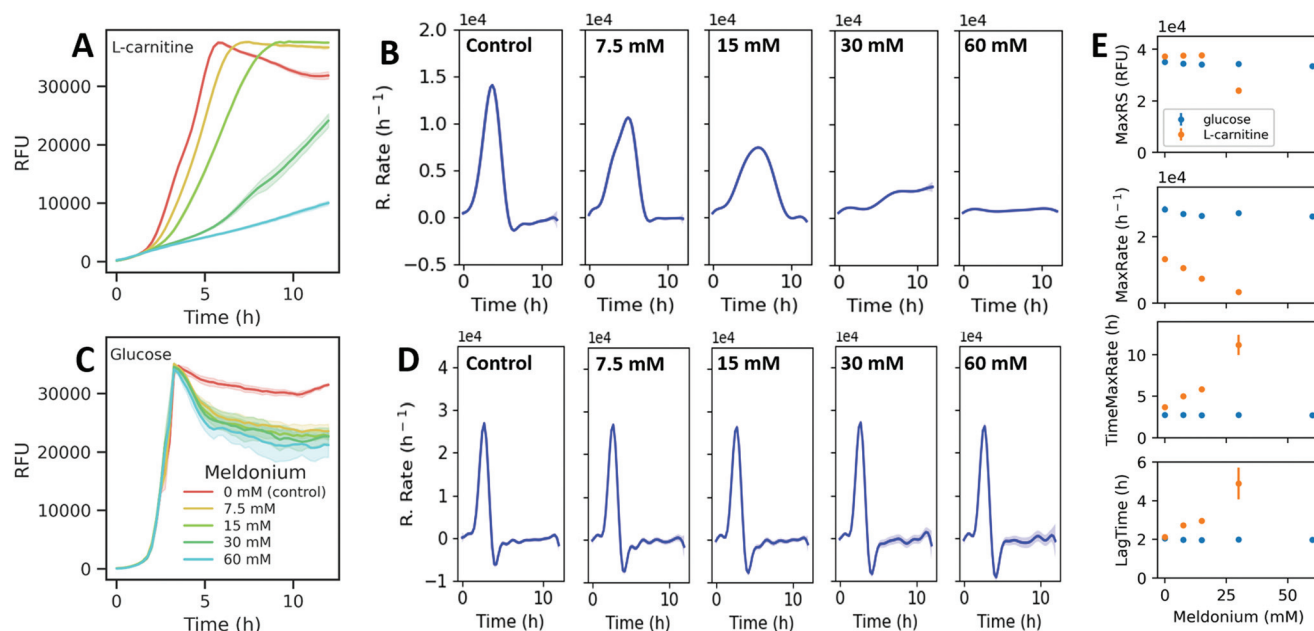 A
L-carnitine
RFU
30000
20000
10000
0
0 5 10
Time (h)
B
R. Rate (h⁻¹)
1e4 1e4 1e4 1e4 1e4
Control 7.5 mM 15 mM 30 mM 60 mM
2.0
1.5
1.0
0.5
0.0
−0.5
0 10 0 10 0 10 0 10 0 10
Time (h) Time (h) Time (h) Time (h) Time (h)
C
Glucose
RFU
30000
20000
10000
0
Meldonium
0 mM (control)
7.5 mM
15 mM
30 mM
60 mM
0 5 10
Time (h)
D
R. Rate (h⁻¹)
1e4 1e4 1e4 1e4 1e4
Control 7.5 mM 15 mM 30 mM 60 mM
4
3
2
1
0
−1
0 10 0 10 0 10 0 10 0 10
Time (h) Time (h) Time (h) Time (h) Time (h)
E
1e4
MaxRS (RFU)
4
2
0
glucose
L-carnitine
1e4
MaxRate (h⁻¹)
2
0
TimeMaxRate (h)
10
5
0
LagTime (h)
6
4
2
0
0 25 50
Meldonium (mM)